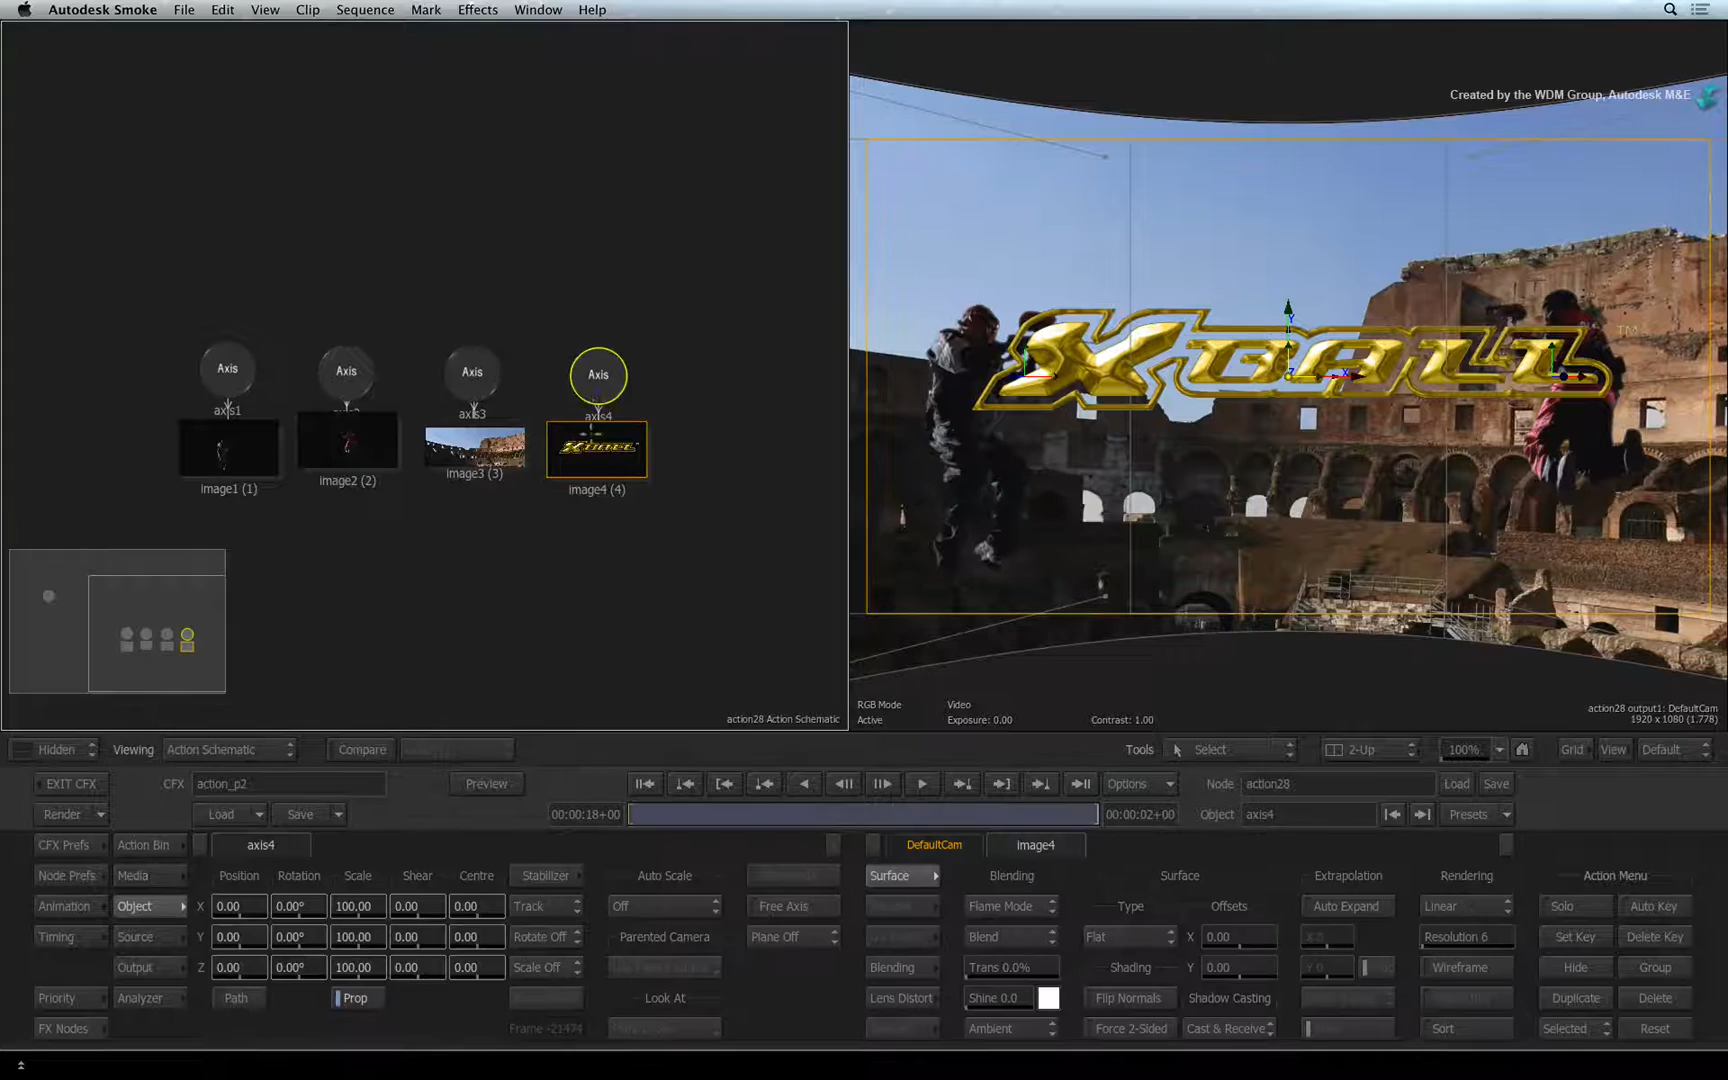 Autodesk Smoke File Edit View Clip Sequence Mark Effects Window Help
Created by the WDM Group, Autodesk M&E
X BALL
TM
Axis Axis Axis Axis
axis1 axis3 axis4
image1 (1) image2 (2) image3 (3) image4 (4)
action28 Action Schematic
RGB Mode Video
Active Exposure: 0.00 Contrast: 1.00
action28 output1: DefaultCam
1920 x 1080 (1.778)
Hidden Viewing Action Schematic Compare Tools Select 2-Up 100% Grid View Default
EXIT CFX CFX action_p2 Preview Options Node action28 Load Save
Render Load Save 00:00:18+00 00:00:02+00 Object axis4 Presets
CFX Prefs Action Bin axis4 DefaultCam image4
Node Prefs Media Position Rotation Scale Shear Centre Stabilizer Auto Scale Surface Blending Surface Extrapolation Rendering Action Menu
Animation Object X 0.00 0.00° 100.00 0.00 0.00 Track Off Free Axis Flame Mode Type Offsets Auto Expand Linear Solo Auto Key
Timing Source Y 0.00 0.00° 100.00 0.00 0.00 Rotate Off Parented Camera Plane Off Blend Flat X 0.00 Resolution 6 Set Key Delete Key
Output Z 0.00 0.00° 100.00 0.00 0.00 Scale Off Blending Trans 0.0% Shading Y 0.00 Wireframe Hide Group
Priority Analyzer Path Prop Look At Lens Distort Shine 0.0 Flip Normals Shadow Casting Duplicate Delete
FX Nodes Frame -21474 Ambient Force 2-Sided Cast & Receive Sort Selected Reset